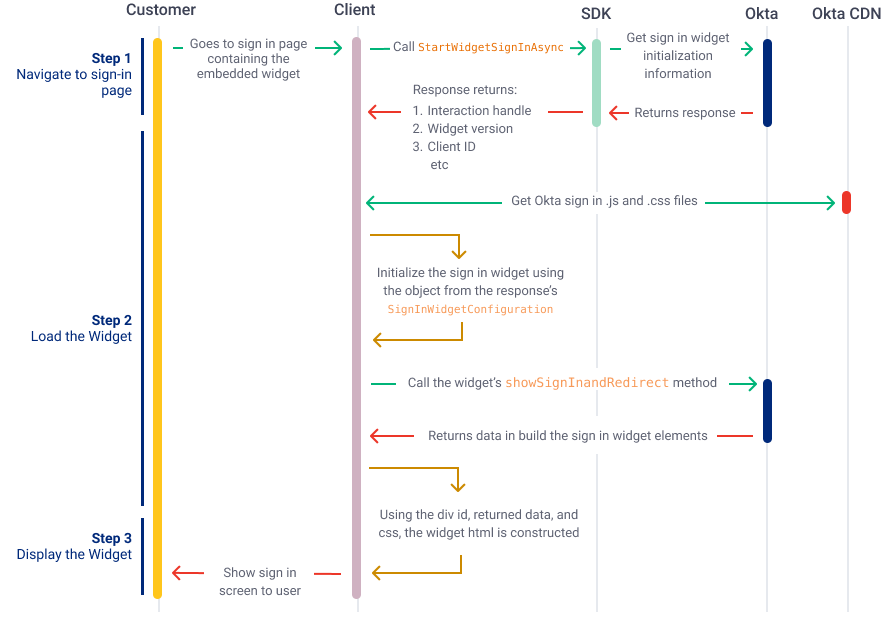 Customer
Client
SDK
Okta
Okta CDN
Step 1
Navigate to sign-in
page
Goes to sign in page
containing the
embedded widget
Call StartWidgetSignInAsync
Get sign in widget
initialization
information
Response returns:
1. Interaction handle
2. Widget version
3. Client ID
etc
Returns response
Get Okta sign in .js and .css files
Step 2
Load the Widget
Initialize the sign in widget using
the object from the response's
SignInWidgetConfiguration
Call the widget's showSignInandRedirect method
Returns data in build the sign in widget elements
Step 3
Display the Widget
Using the div id, returned data, and
css, the widget html is constructed
Show sign in
screen to user